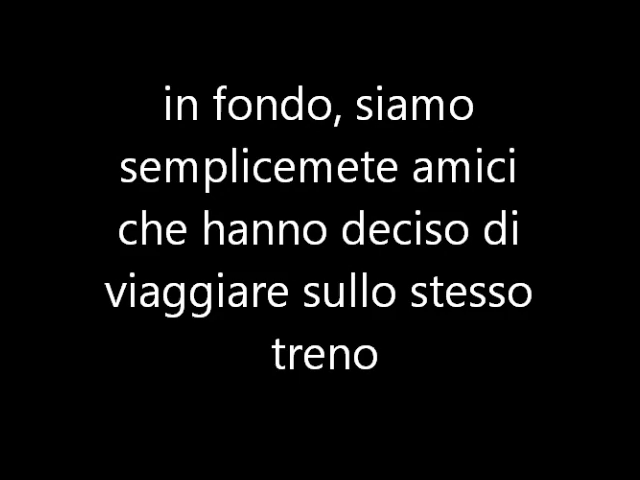 in fondo, siamo
semplicemete amici
che hanno deciso di
viaggiare sullo stesso
treno